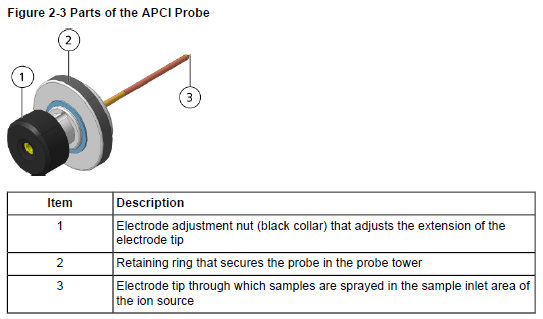 Figure 2-3 Parts of the APCI Probe
2
1
3
Item Description
1 Electrode adjustment nut (black collar) that adjusts the extension of the
electrode tip
2 Retaining ring that secures the probe in the probe tower
3 Electrode tip through which samples are sprayed in the sample inlet area of
the ion source